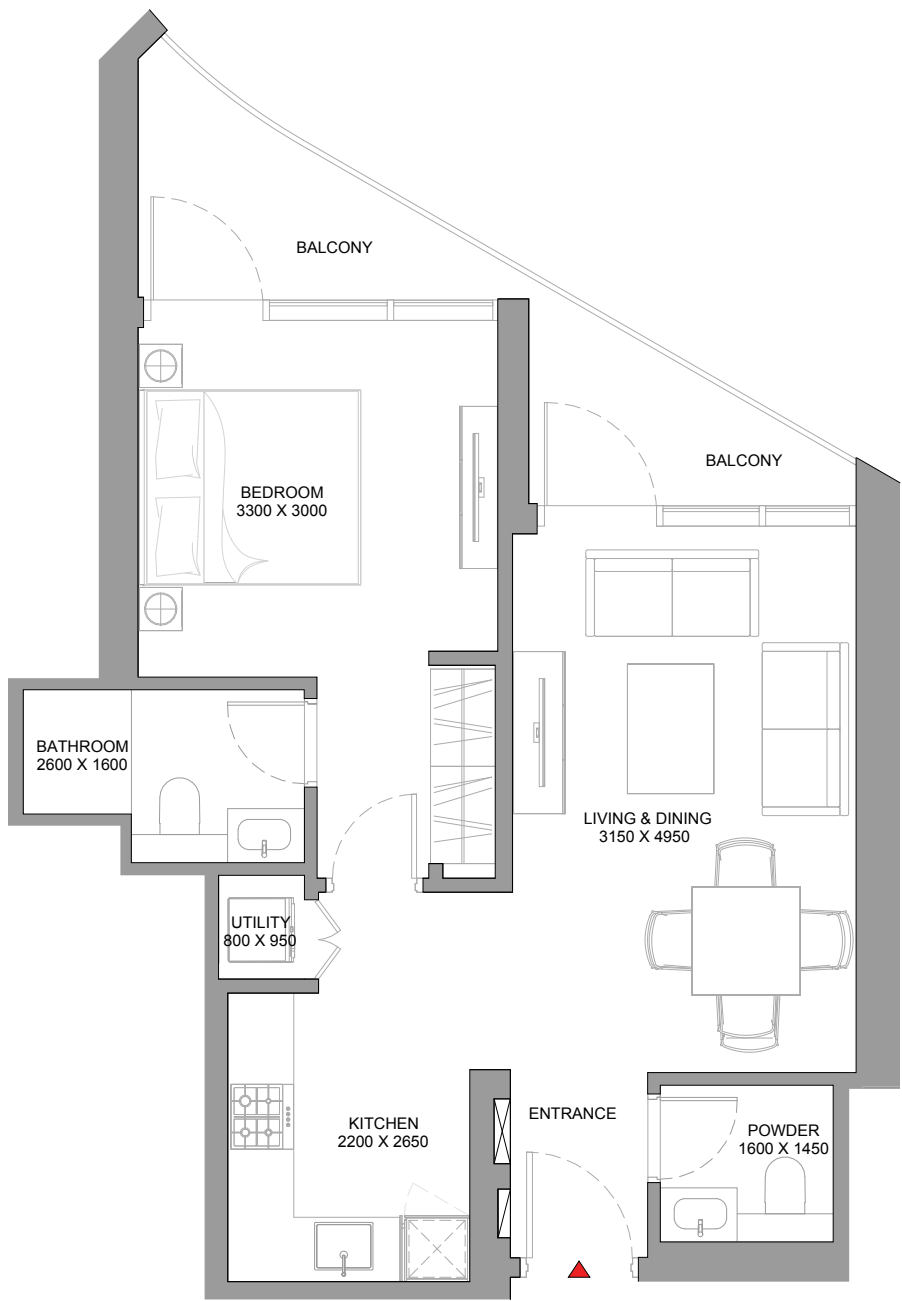 BALCONY
BALCONY
BEDROOM
3300 X 3000
BATHROOM
2600 X 1600
LIVING & DINING
3150 X 4950
UTILITY
800 X 950
KITCHEN
2200 X 2650
ENTRANCE
POWDER
1600 X 1450